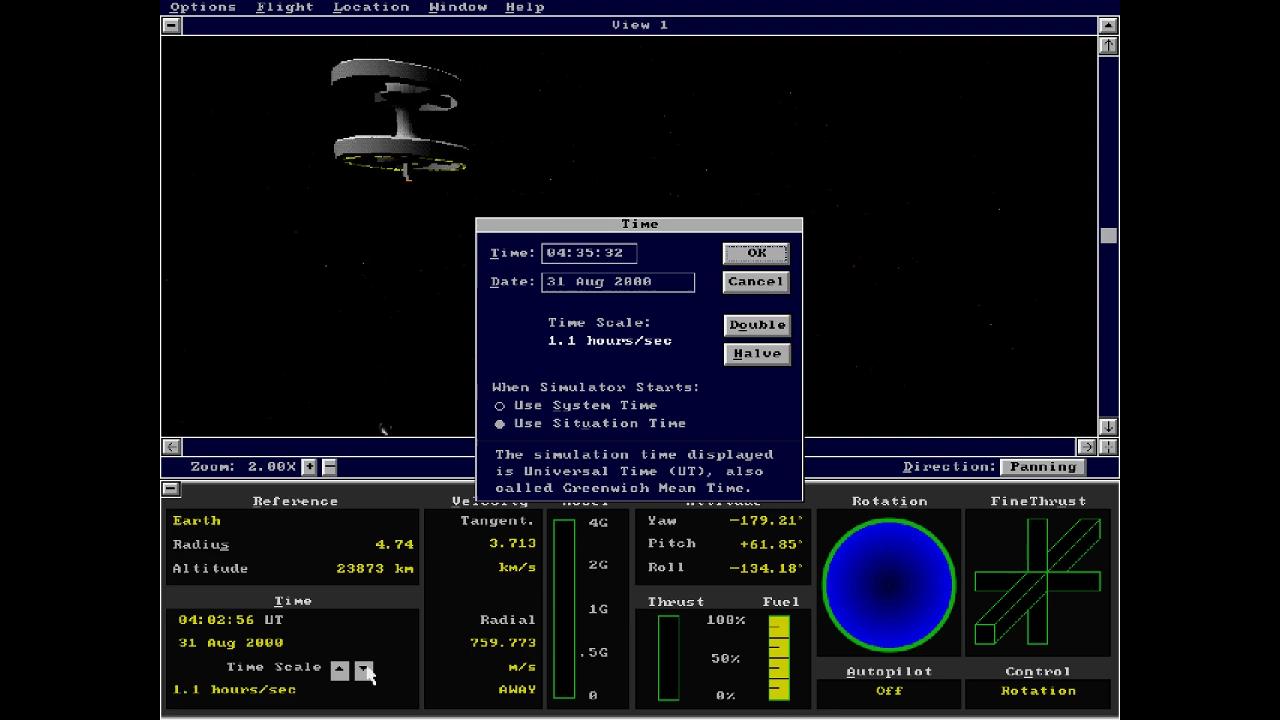 Options Flight Location Window Help
View 1
Time
Time: 04:35:32 OK
Date: 31 Aug 2000 Cancel
Time Scale: Double
1.1 hours/sec
Halve
When Simulator Starts:
Use System Time
Use Situation Time
The simulation time displayed
is Universal Time (UT), also
called Greenwich Mean Time.
Zoom: 2.00X + - Direction: Panning
Reference
Earth
Radius 4.74
Altitude 23873 km
Time
04:02:56 UT
31 Aug 2000
Time Scale
1.1 hours/sec
Tangent.
3.713
km/s
Radial
759.773
m/s
AWAY
4G
2G
1G
.5G
0
Yaw -179.21°
Pitch +61.85°
Roll -134.18°
Thrust Fuel
100%
50%
0%
Rotation
Autopilot
Off
FineThrust
Control
Rotation